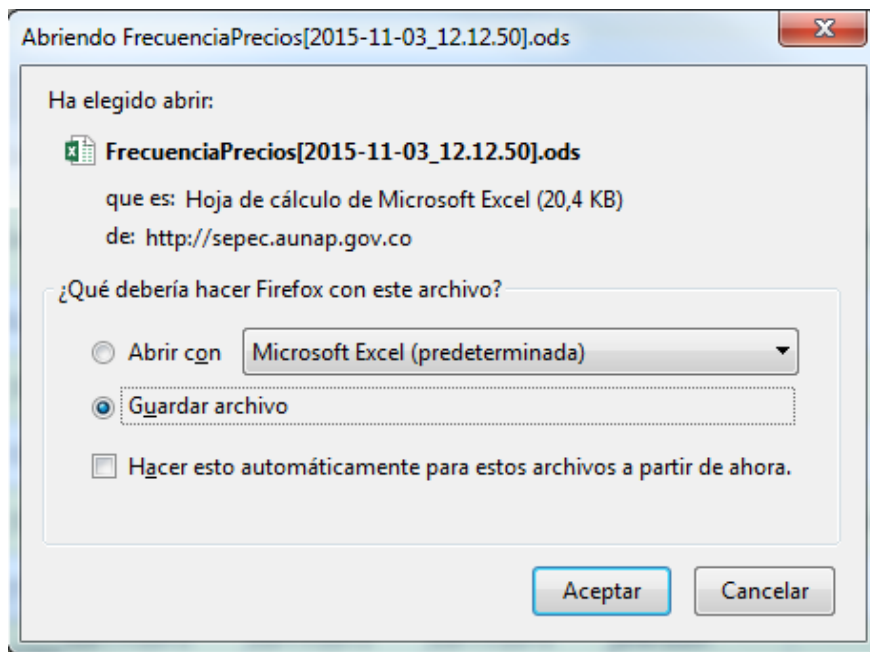 Abriendo FrecuenciaPrecios[2015-11-03_12.12.50].ods
Ha elegido abrir:
FrecuenciaPrecios[2015-11-03_12.12.50].ods
que es: Hoja de cálculo de Microsoft Excel (20,4 KB)
de: http://sepec.aunap.gov.co
¿Qué debería hacer Firefox con este archivo?
Abrir con Microsoft Excel (predeterminada)
Guardar archivo
Hacer esto automáticamente para estos archivos a partir de ahora.
Aceptar Cancelar